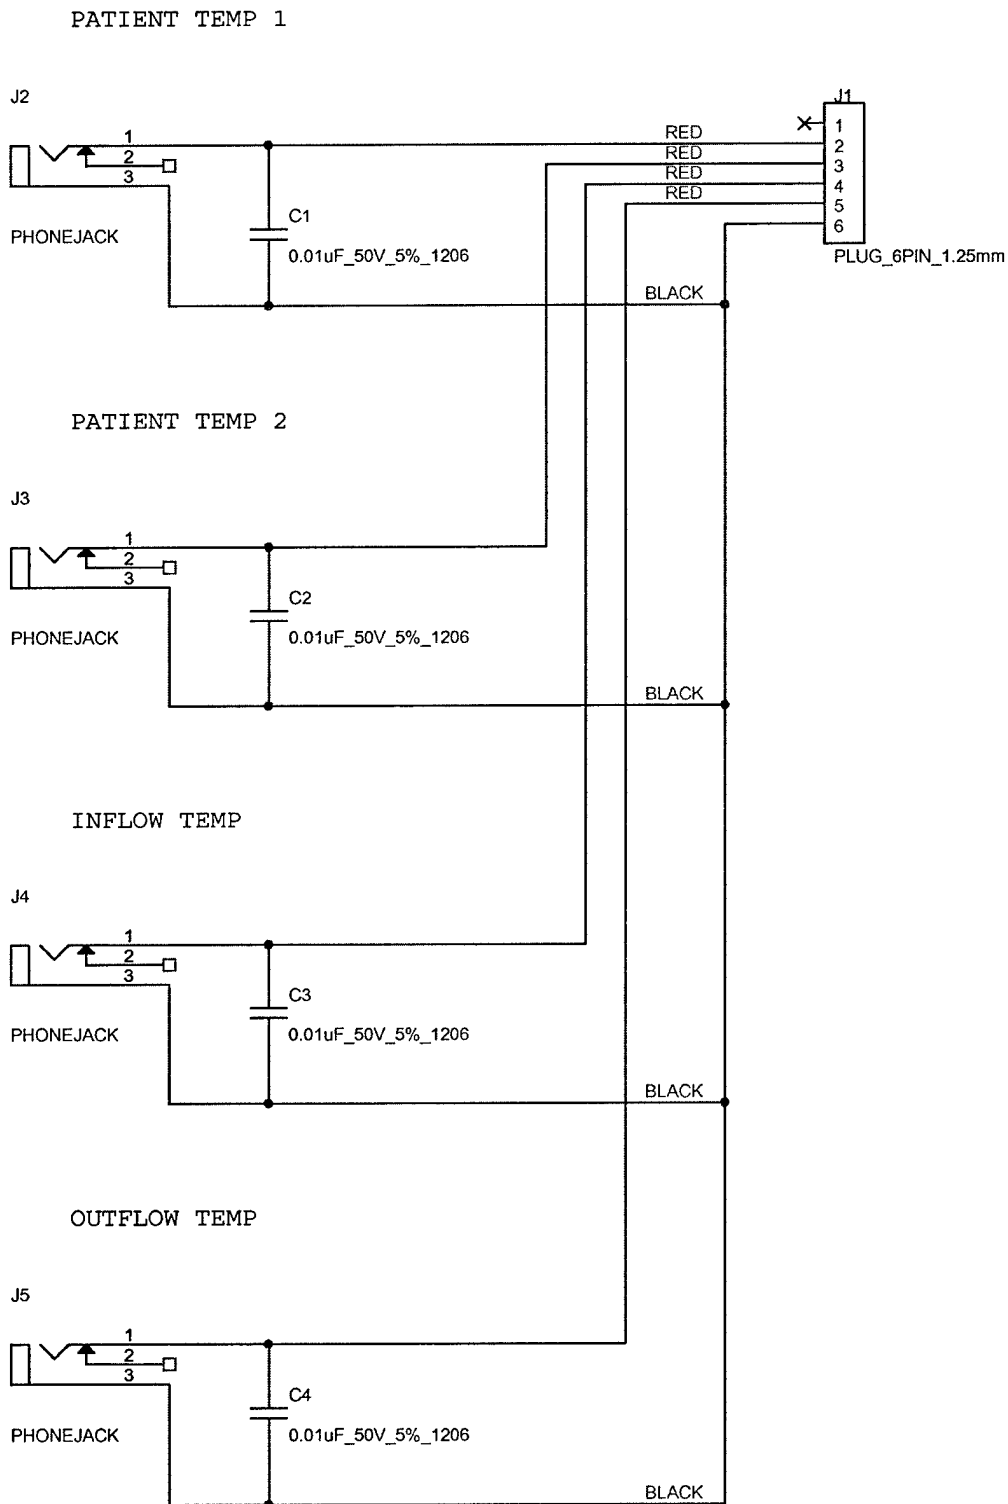 PATIENT TEMP 1
J2
J1
1
2
3
RED
RED
RED
RED
1
2
3
4
5
6
C1
PHONEJACK
0.01uF_50V_5%_1206
PLUG_6PIN_1.25mm
BLACK
PATIENT TEMP 2
J3
1
2
3
C2
PHONEJACK
0.01uF_50V_5%_1206
BLACK
INFLOW TEMP
J4
1
2
3
C3
PHONEJACK
0.01uF_50V_5%_1206
BLACK
OUTFLOW TEMP
J5
1
2
3
C4
PHONEJACK
0.01uF_50V_5%_1206
BLACK